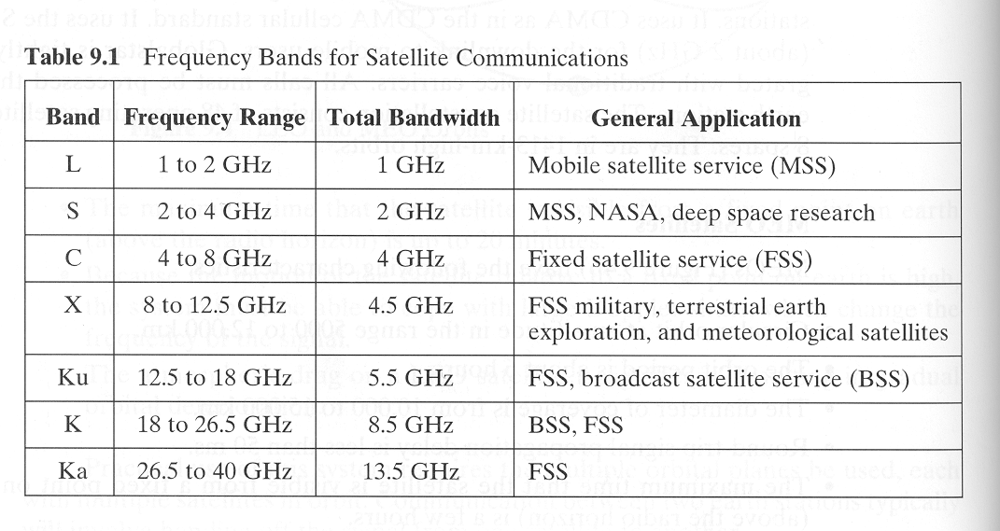 Table 9.1 Frequency Bands for Satellite Communications
Band Frequency Range Total Bandwidth General Application
L 1 to 2 GHz 1 GHz Mobile satellite service (MSS)
S 2 to 4 GHz 2 GHz MSS, NASA, deep space research
C 4 to 8 GHz 4 GHz Fixed satellite service (FSS)
X 8 to 12.5 GHz 4.5 GHz FSS military, terrestrial earth
exploration, and meteorological satellites
Ku 12.5 to 18 GHz 5.5 GHz FSS, broadcast satellite service (BSS)
K 18 to 26.5 GHz 8.5 GHz BSS, FSS
Ka 26.5 to 40 GHz 13.5 GHz FSS